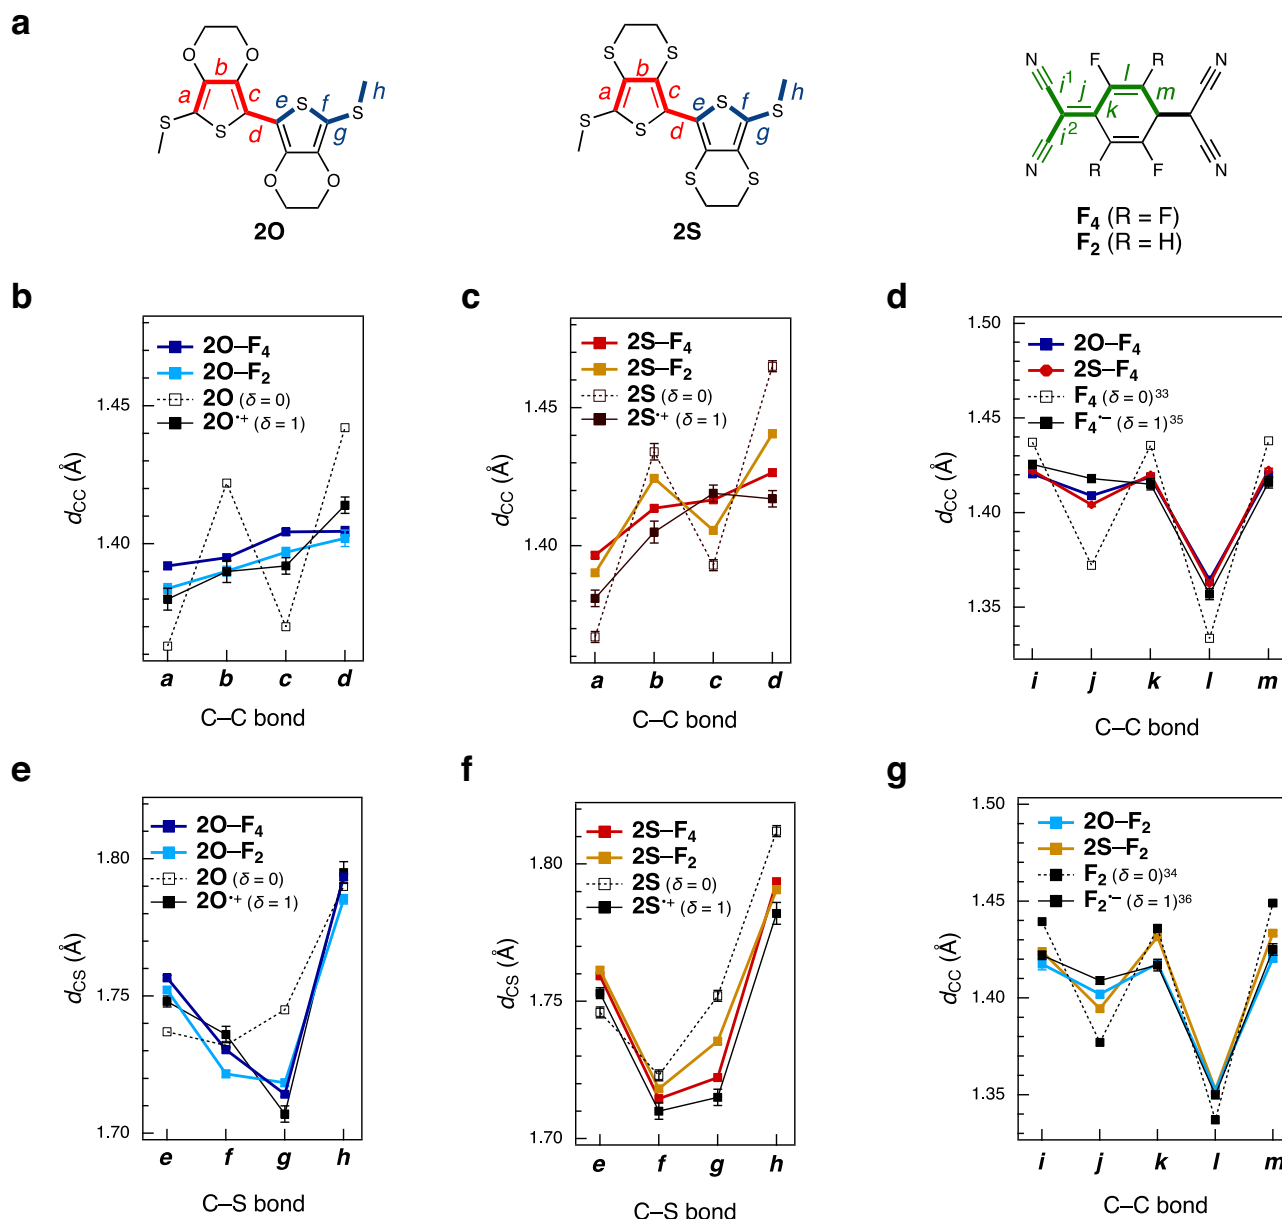 a
O
O
b
a
c
S
S
d
e
S
f
S
h
g
O
O
2O
S
S
b
a
c
S
S
d
e
S
f
S
h
g
S
S
2S
N
N
F
R
N
N
i1
j
l
k
m
i2
R
F
F4 (R = F)
F2 (R = H)
b
2O–F4
2O–F2
2O (δ = 0)
2O•+ (δ = 1)
1.45
1.40
dCC (Å)
a b c d
C–C bond
c
2S–F4
2S–F2
2S (δ = 0)
2S•+ (δ = 1)
1.45
1.40
dCC (Å)
a b c d
C–C bond
d
1.50
1.45
1.40
1.35
2O–F4
2S–F4
F4 (δ = 0)33
F4•– (δ = 1)35
dCC (Å)
i j k l m
C–C bond
e
2O–F4
2O–F2
2O (δ = 0)
2O•+ (δ = 1)
1.80
1.75
1.70
dCS (Å)
e f g h
C–S bond
f
2S–F4
2S–F2
2S (δ = 0)
2S•+ (δ = 1)
1.80
1.75
1.70
dCS (Å)
e f g h
C–S bond
g
1.50
1.45
1.40
1.35
2O–F2
2S–F2
F2 (δ = 0)34
F2•– (δ = 1)36
dCC (Å)
i j k l m
C–C bond